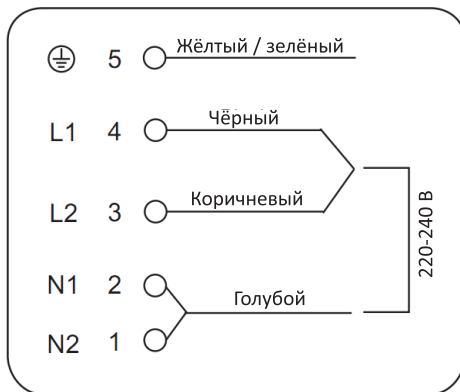 5 Жёлтый / зелёный
L1 4 Чёрный
L2 3 Коричневый
220-240 В
N1 2 Голубой
N2 1